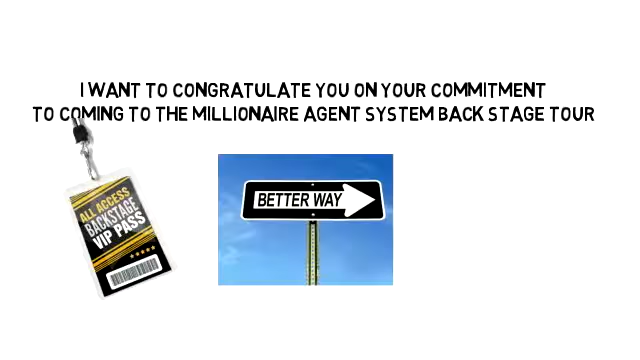 I WANT TO CONGRATULATE YOU ON YOUR COMMITMENT
TO COMING TO THE MILLIONAIRE AGENT SYSTEM BACK STAGE TOUR
ALL ACCESS
BACKSTAGE
VIP PASS
BETTER WAY